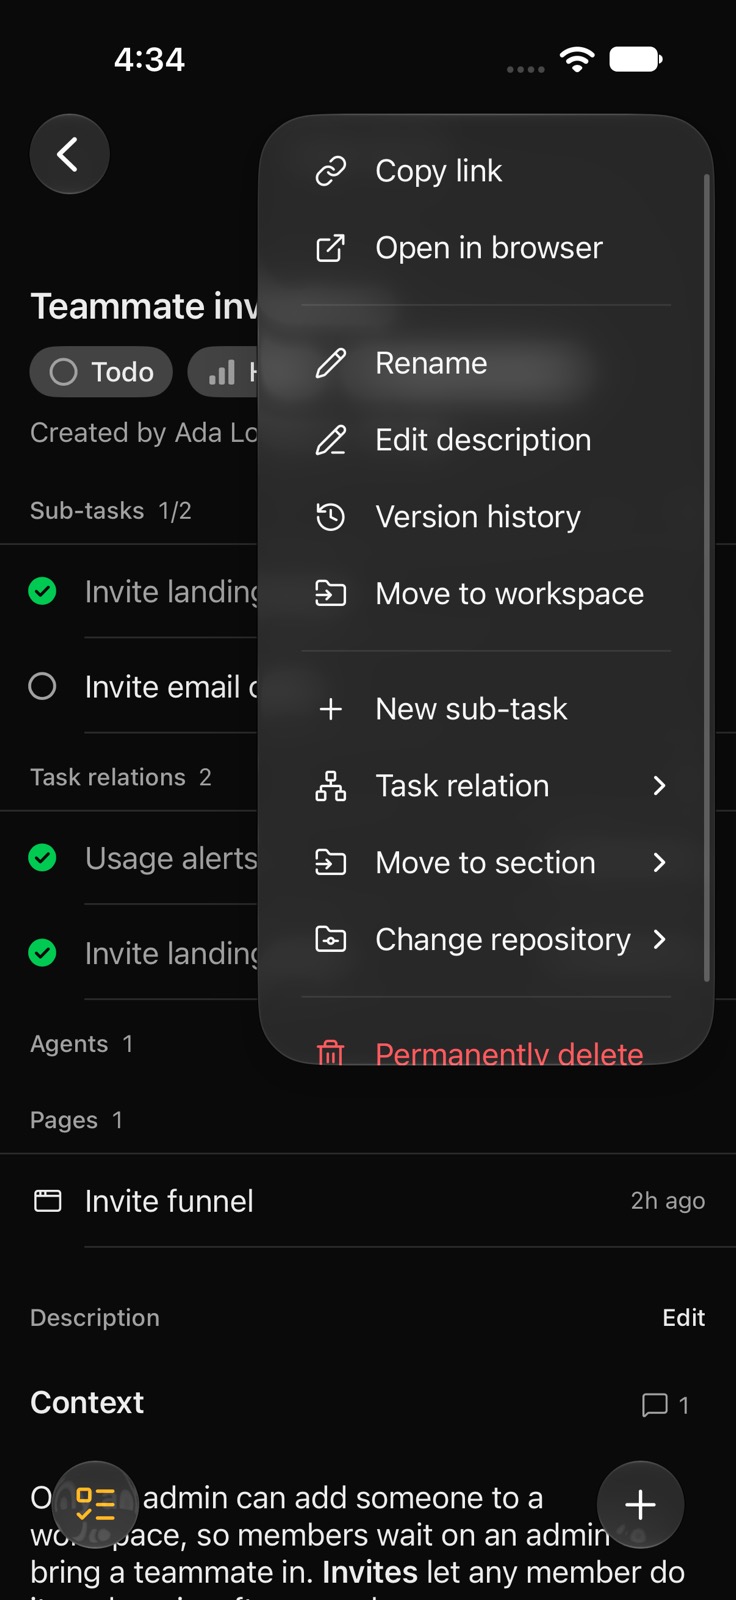 4:34
Copy link
Open in browser
Teammate inv
Todo
Rename
Created by Ada Lo
Edit description
Sub-tasks 1/2
Version history
Invite landing
Move to workspace
Invite email
New sub-task
Task relations 2
Task relation
Usage alerts
Move to section
Invite landing
Change repository
Agents 1
Permanently delete
Pages 1
Invite funnel
2h ago
Description
Edit
Context
1
admin can add someone to a
so members wait on an admin
bring a teammate in. Invites let any member do